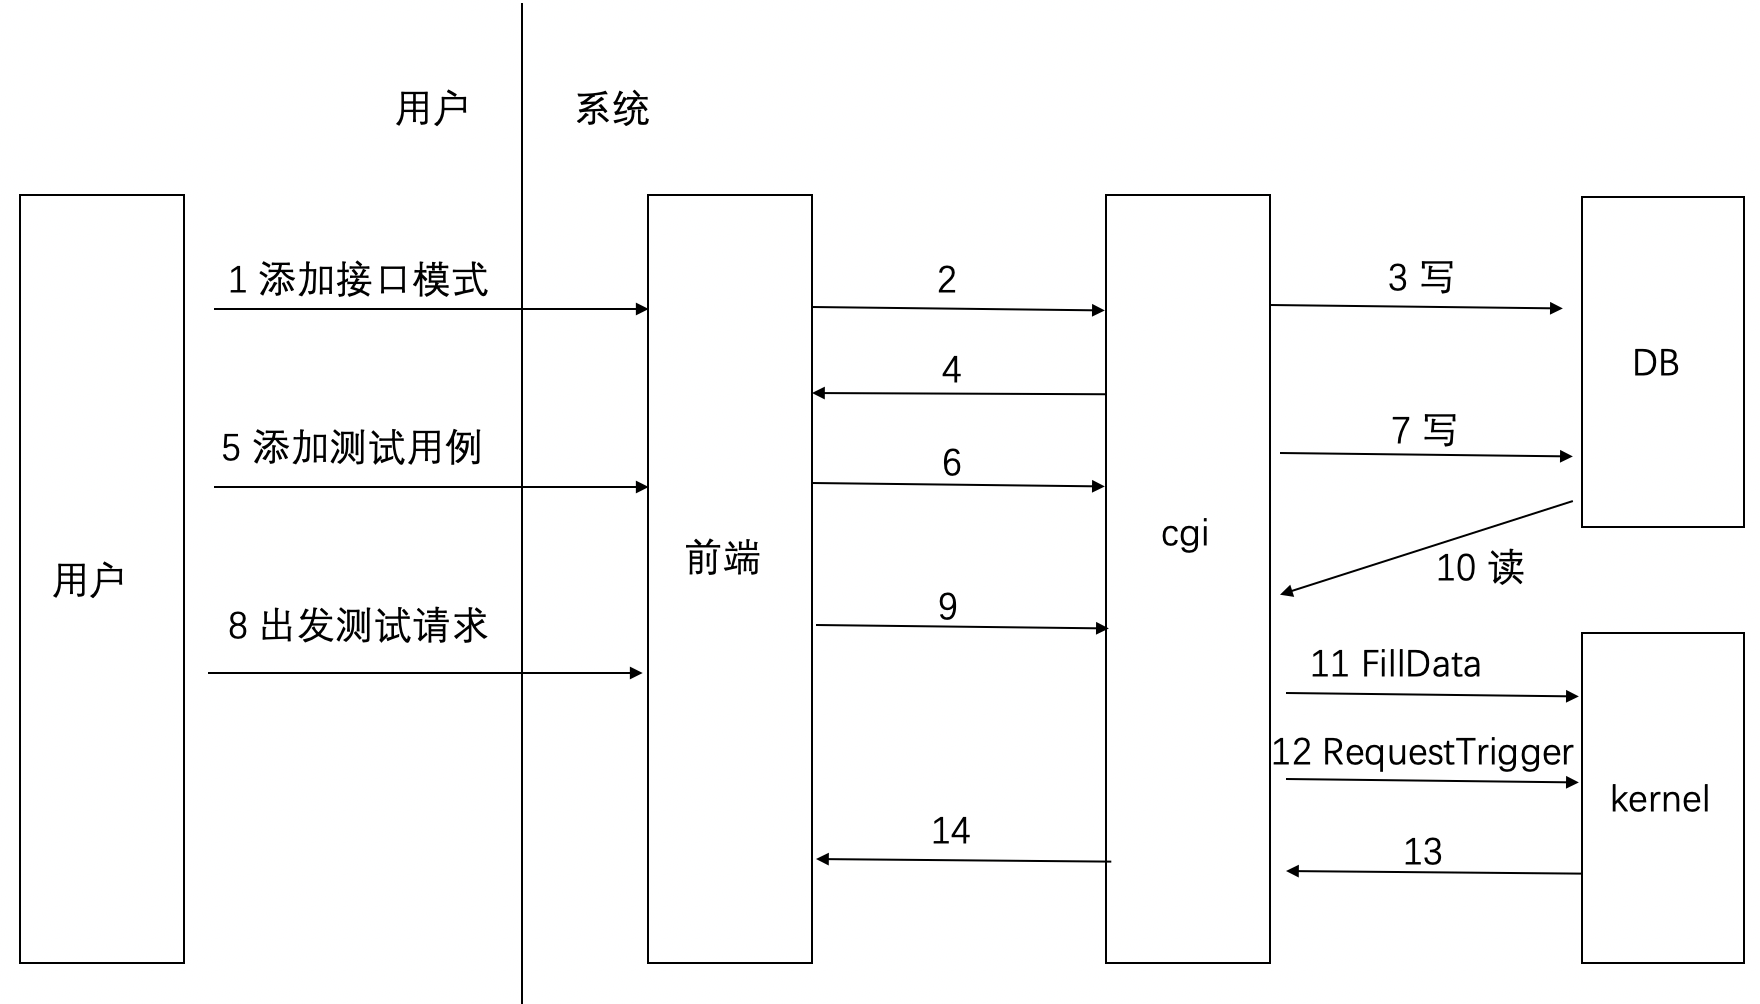 用户
系统
1 添加接口模式
2
3 写
4
DB
5 添加测试用例
6
7 写
用户
前端
cgi
10 读
8 出发测试请求
9
11 FillData
12 RequestTrigger
kernel
14
13